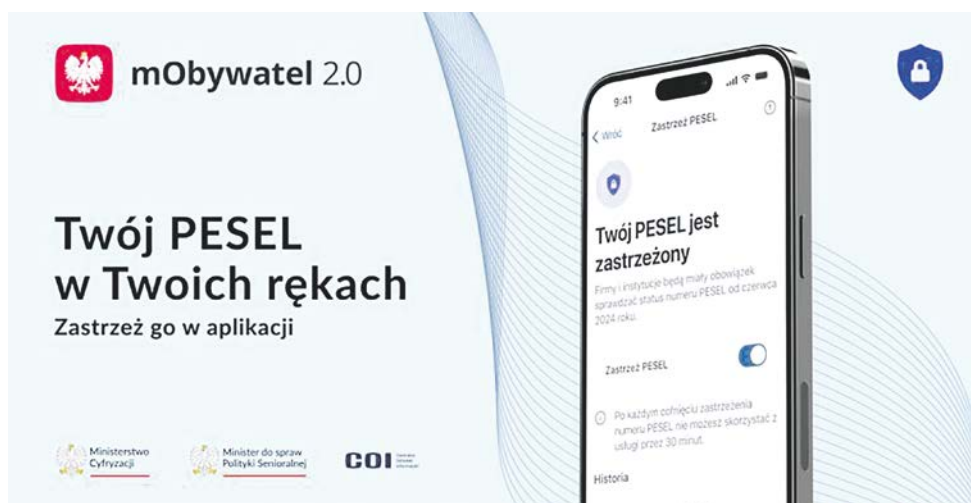 mObywatel 2.0
Twój PESEL
w Twoich rękach
Zastrzeż go w aplikacji
Ministerstwo
Cyfryzacji
Minister do spraw
Polityki Senioralnej
COI
9:41
Wróć
Zastrzeż PESEL
Twój PESEL jest
zastrzeżony
Firmy i instytucje będą miały obowiązek
sprawdzać status numeru PESEL od czerwca
2024 roku.
Zastrzeż PESEL
Po każdym cofnięciu zastrzeżenia
numeru PESEL nie możesz skorzystać z
usługi przez 30 minut.
Historia